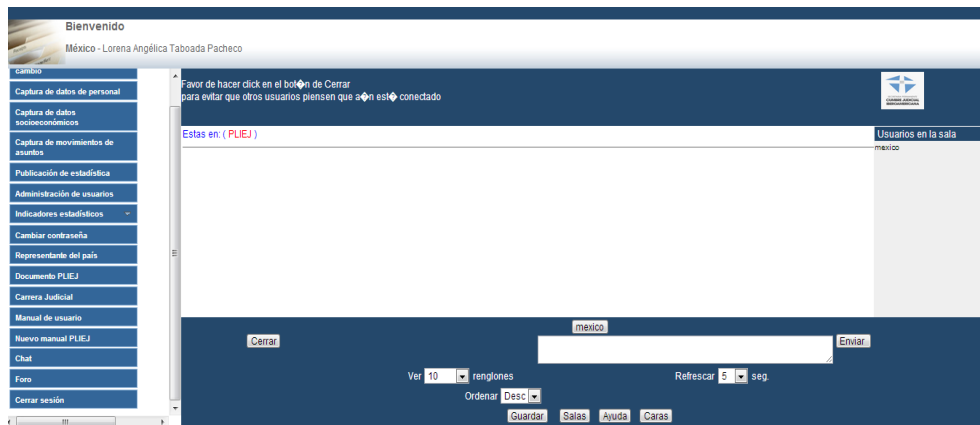 Bienvenido
México - Lorena Angélica Taboada Pacheco
cambio
Captura de datos de personal
Captura de datos
socioeconómicos
Captura de movimientos de
asuntos
Publicación de estadística
Administración de usuarios
Indicadores estadísticos
Cambiar contraseña
Representante del país
Documento PLIEJ
Carrera Judicial
Manual de usuario
Nuevo manual PLIEJ
Chat
Foro
Cerrar sesión
Favor de hacer click en el bot�n de Cerrar
para evitar que otros usuarios piensen que a�n est� conectado
CUMBRE JUDICIAL
IBEROAMERICANA
Estas en: ( PLIEJ )
Usuarios en la sala
mexico
mexico
Cerrar
Enviar
Ver 10 renglones
Refrescar 5 seg.
Ordenar Desc
Guardar Salas Ayuda Caras